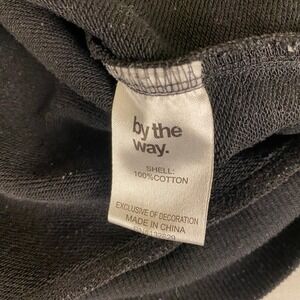 by the
way.
SHELL:
100%COTTON
EXCLUSIVE OF DECORATION
MADE IN CHINA